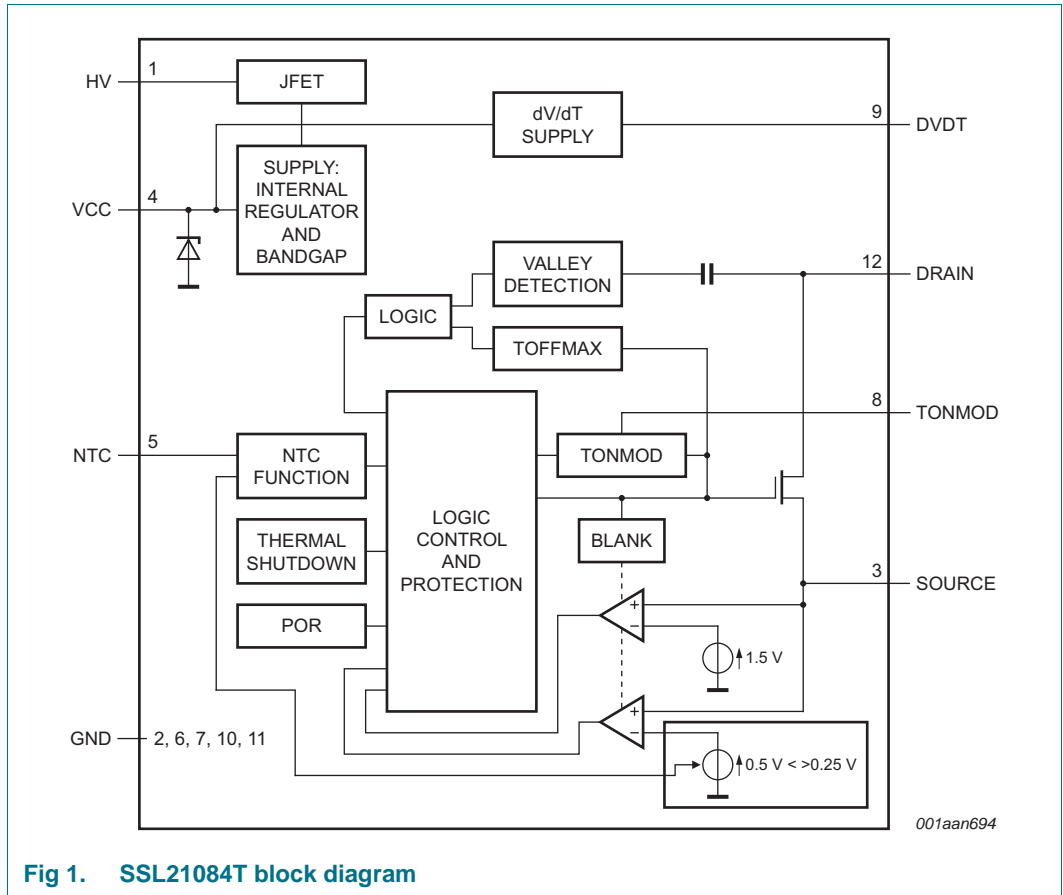 HV
1
JFET
dV/dT
SUPPLY
9
DVDT
SUPPLY:
INTERNAL
REGULATOR
AND
BANDGAP
VCC
4
VALLEY
DETECTION
12
DRAIN
LOGIC
TOFFMAX
8
TONMOD
NTC
5
NTC
FUNCTION
TONMOD
THERMAL
SHUTDOWN
LOGIC
CONTROL
AND
PROTECTION
BLANK
3
SOURCE
POR
+
−
1.5 V
+
−
GND
2, 6, 7, 10, 11
0.5 V < >0.25 V
001aan694
Fig 1. SSL21084T block diagram